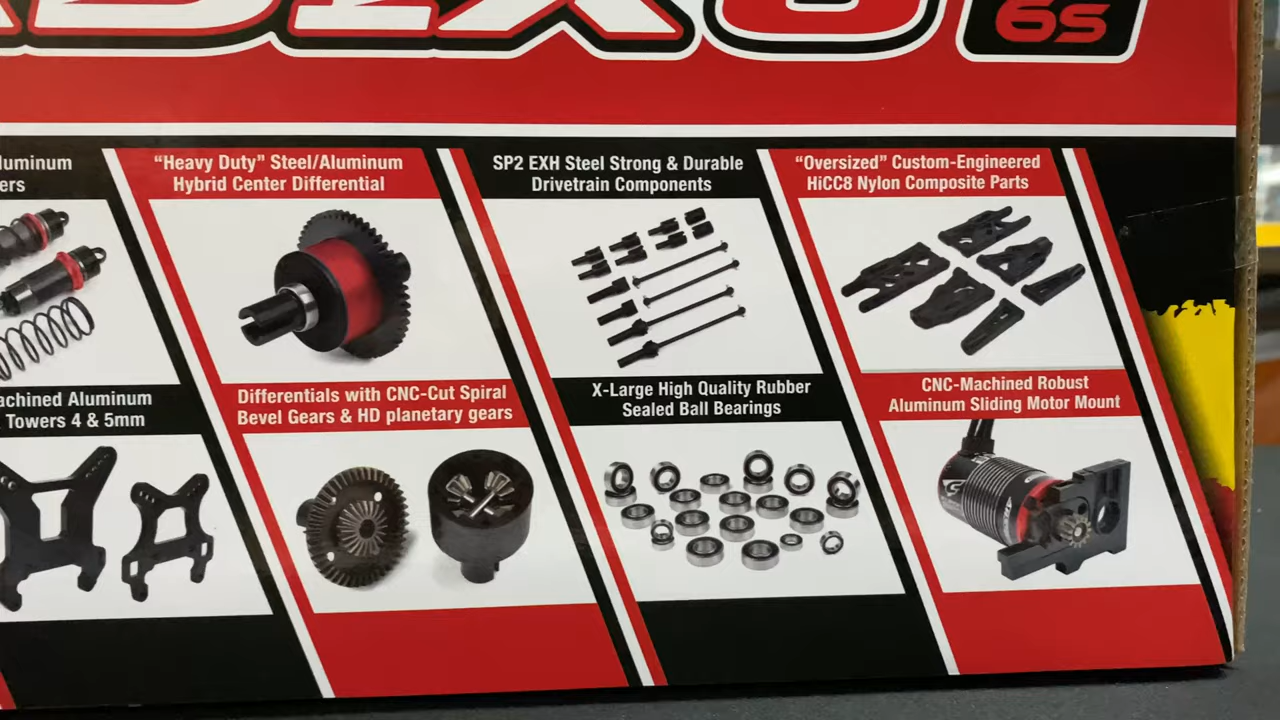 6S
"Heavy Duty" Steel/Aluminum
Hybrid Center Differential
SP2 EXH Steel Strong & Durable
Drivetrain Components
"Oversized" Custom-Engineered
HiCC8 Nylon Composite Parts
Aluminum
Towers 4 & 5mm
Differentials with CNC-Cut Spiral
Bevel Gears & HD planetary gears
X-Large High Quality Rubber
Sealed Ball Bearings
CNC-Machined Robust
Aluminum Sliding Motor Mount